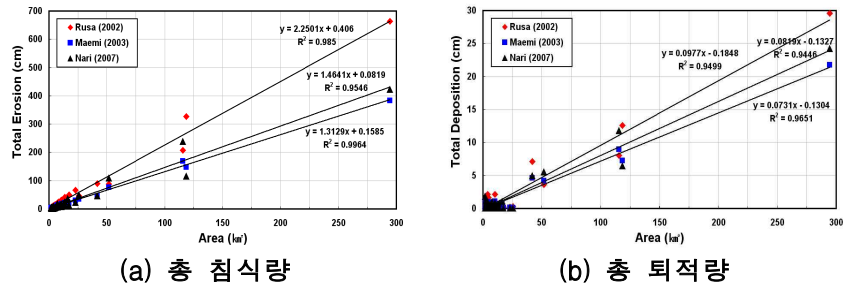 700
600
500
400
300
200
100
0
Total Erosion (cm)
Rusa (2002)
Maemi (2003)
Nari (2007)
y = 2.2501x + 0.406
R² = 0.985
y = 1.4641x + 0.0819
R² = 0.9546
y = 1.3129x + 0.1585
R² = 0.9964
0 50 100 150 200 250 300
Area (㎢)
(a) 총 침식량
30
25
20
15
10
5
0
Total Deposition (cm)
Rusa (2002)
Maemi (2003)
Nari (2007)
y = 0.0977x - 0.1848
R² = 0.9499
y = 0.0819x - 0.1327
R² = 0.9446
y = 0.0731x - 0.1304
R² = 0.9651
0 50 100 150 200 250 300
Area (㎢)
(b) 총 퇴적량